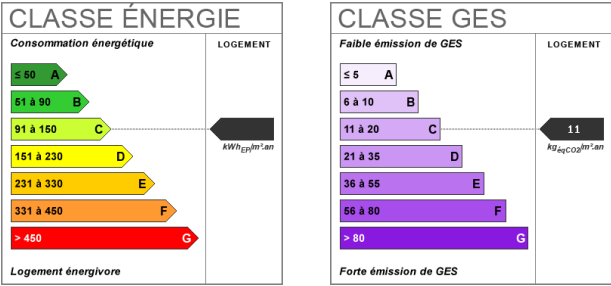 CLASSE ÉNERGIE
Consommation énergétique
LOGEMENT
≤ 50 A
51 à 90 B
91 à 150 C
151 à 230 D
231 à 330 E
331 à 450 F
> 450 G
kWhEP/m².an
Logement énergivore
CLASSE GES
Faible émission de GES
LOGEMENT
≤ 5 A
6 à 10 B
11 à 20 C
11
21 à 35 D
kgéqCO2/m².an
36 à 55 E
56 à 80 F
> 80 G
Forte émission de GES